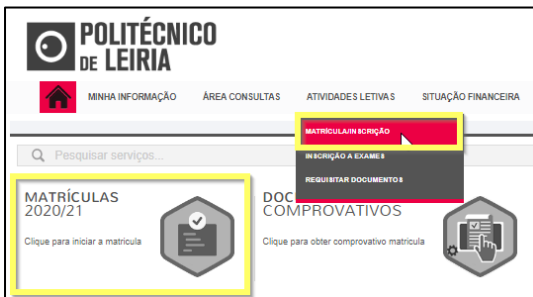 POLITÉCNICO
DE LEIRIA
MINHA INFORMAÇÃO ÁREA CONSULTAS ATIVIDADES LETIVAS SITUAÇÃO FINANCEIRA
MATRÍCULA/INSCRIÇÃO
Pesquisar serviços...
INSCRIÇÃO A EXAMES
REQUISITAR DOCUMENTOS
MATRÍCULAS
2020/21
Clique para iniciar a matricula
DOC
COMPROVATIVOS
Clique para obter comprovativo matricula